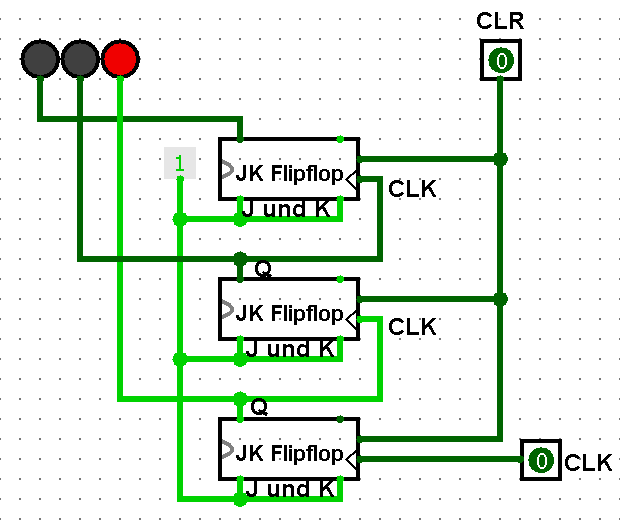 CLR
0
1
JK Flipflop
CLK
J und K
Q
JK Flipflop
CLK
J und K
Q
JK Flipflop
0
CLK
J und K